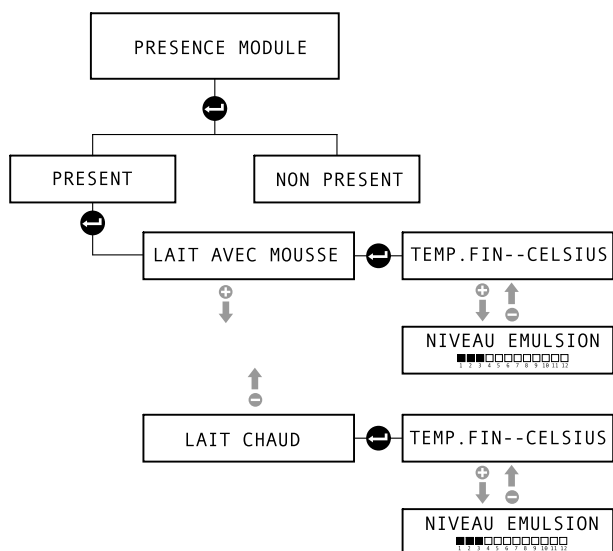 PRESENCE MODULE
PRESENT
NON PRESENT
LAIT AVEC MOUSSE
TEMP.FIN--CELSIUS
NIVEAU EMULSION
1 2 3 4 5 6 7 8 9 10 11 12
LAIT CHAUD
TEMP.FIN--CELSIUS
NIVEAU EMULSION
1 2 3 4 5 6 7 8 9 10 11 12